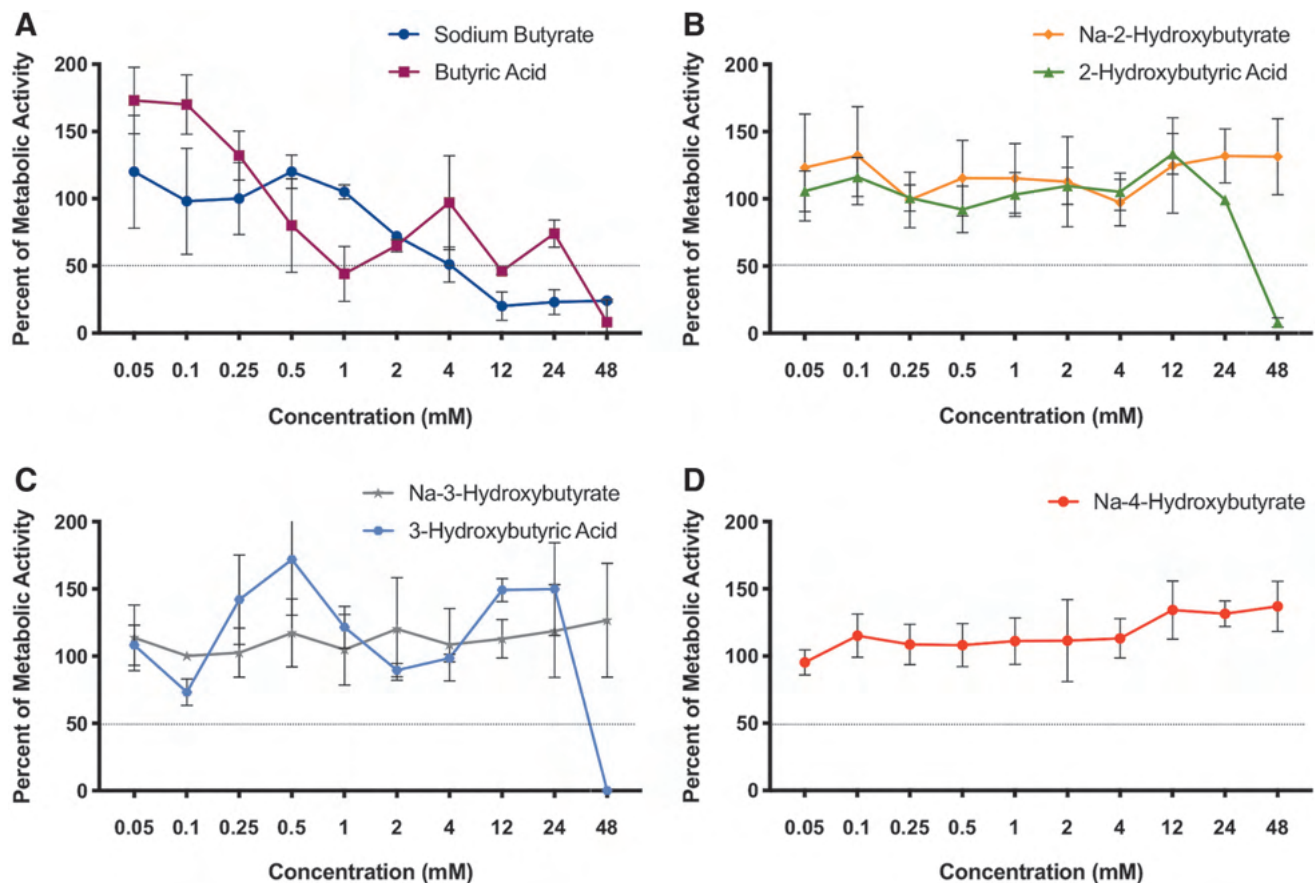 A
Sodium Butyrate
Butyric Acid
Percent of Metabolic Activity
200
150
100
50
0
0.05 0.1 0.25 0.5 1 2 4 12 24 48
Concentration (mM)
B
Na-2-Hydroxybutyrate
2-Hydroxybutyric Acid
Percent of Metabolic Activity
200
150
100
50
0
0.05 0.1 0.25 0.5 1 2 4 12 24 48
Concentration (mM)
C
Na-3-Hydroxybutyrate
3-Hydroxybutyric Acid
Percent of Metabolic Activity
200
150
100
50
0
0.05 0.1 0.25 0.5 1 2 4 12 24 48
Concentration (mM)
D
Na-4-Hydroxybutyrate
Percent of Metabolic Activity
200
150
100
50
0
0.05 0.1 0.25 0.5 1 2 4 12 24 48
Concentration (mM)